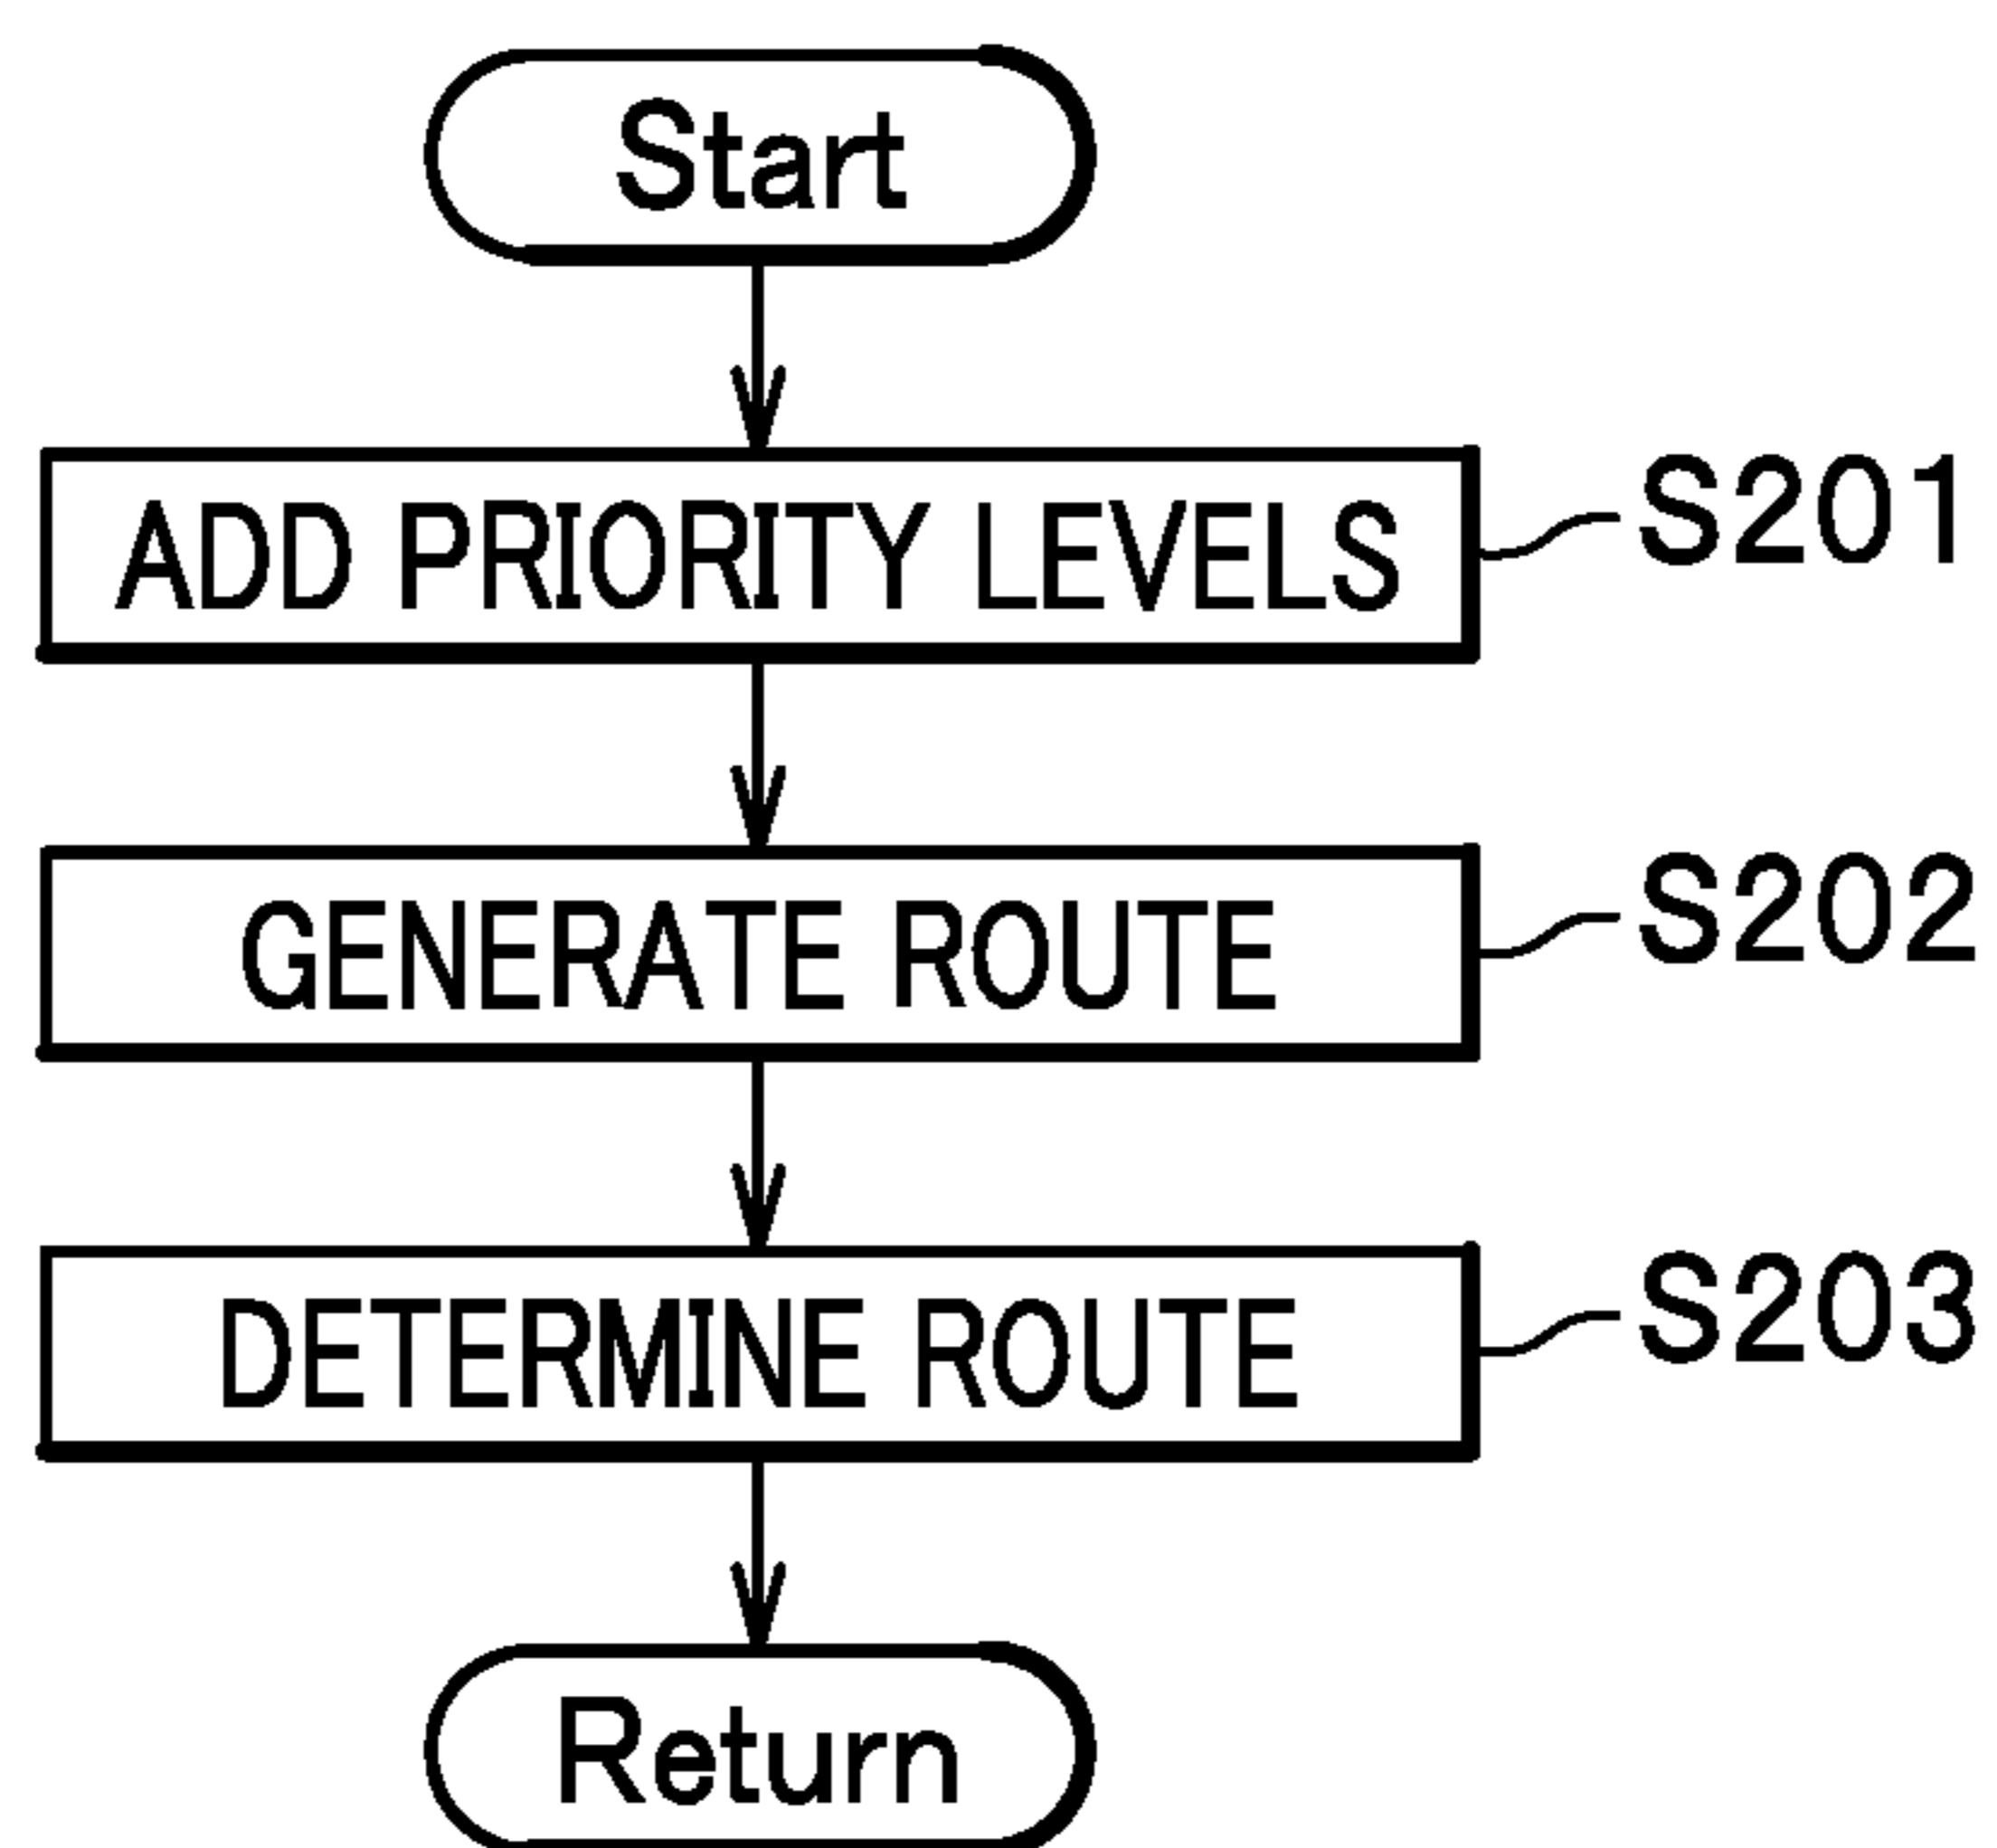 Start
ADD PRIORITY LEVELS
S201
GENERATE ROUTE
S202
DETERMINE ROUTE
S203
Return